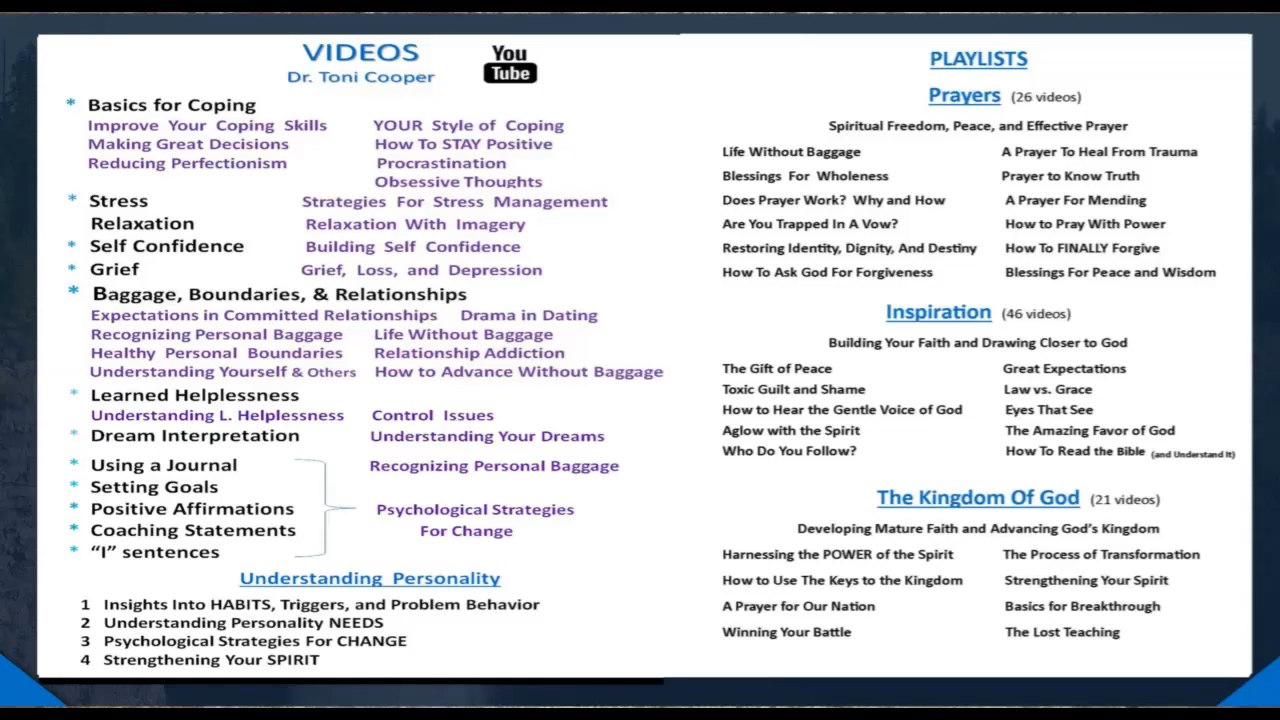 VIDEOS
Dr. Toni Cooper
You Tube
* Basics for Coping
Improve Your Coping Skills YOUR Style of Coping
Making Great Decisions How To STAY Positive
Reducing Perfectionism Procrastination
Obsessive Thoughts
* Stress Strategies For Stress Management
Relaxation Relaxation With Imagery
* Self Confidence Building Self Confidence
* Grief Grief, Loss, and Depression
* Baggage, Boundaries, & Relationships
Expectations in Committed Relationships Drama in Dating
Recognizing Personal Baggage Life Without Baggage
Healthy Personal Boundaries Relationship Addiction
Understanding Yourself & Others How to Advance Without Baggage
* Learned Helplessness
Understanding L. Helplessness Control Issues
* Dream Interpretation Understanding Your Dreams
* Using a Journal Recognizing Personal Baggage
* Setting Goals
* Positive Affirmations Psychological Strategies
* Coaching Statements For Change
* “I” sentences
Understanding Personality
1 Insights Into HABITS, Triggers, and Problem Behavior
2 Understanding Personality NEEDS
3 Psychological Strategies For CHANGE
4 Strengthening Your SPIRIT
PLAYLISTS
Prayers (26 videos)
Spiritual Freedom, Peace, and Effective Prayer
Life Without Baggage A Prayer To Heal From Trauma
Blessings For Wholeness Prayer to Know Truth
Does Prayer Work? Why and How A Prayer For Mending
Are You Trapped In A Vow? How to Pray With Power
Restoring Identity, Dignity, And Destiny How To FINALLY Forgive
How To Ask God For Forgiveness Blessings For Peace and Wisdom
Inspiration (46 videos)
Building Your Faith and Drawing Closer to God
The Gift of Peace Great Expectations
Toxic Guilt and Shame Law vs. Grace
How to Hear the Gentle Voice of God Eyes That See
Aglow with the Spirit The Amazing Favor of God
Who Do You Follow? How To Read the Bible (and Understand It)
The Kingdom Of God (21 videos)
Developing Mature Faith and Advancing God’s Kingdom
Harnessing the POWER of the Spirit The Process of Transformation
How to Use The Keys to the Kingdom Strengthening Your Spirit
A Prayer for Our Nation Basics for Breakthrough
Winning Your Battle The Lost Teaching